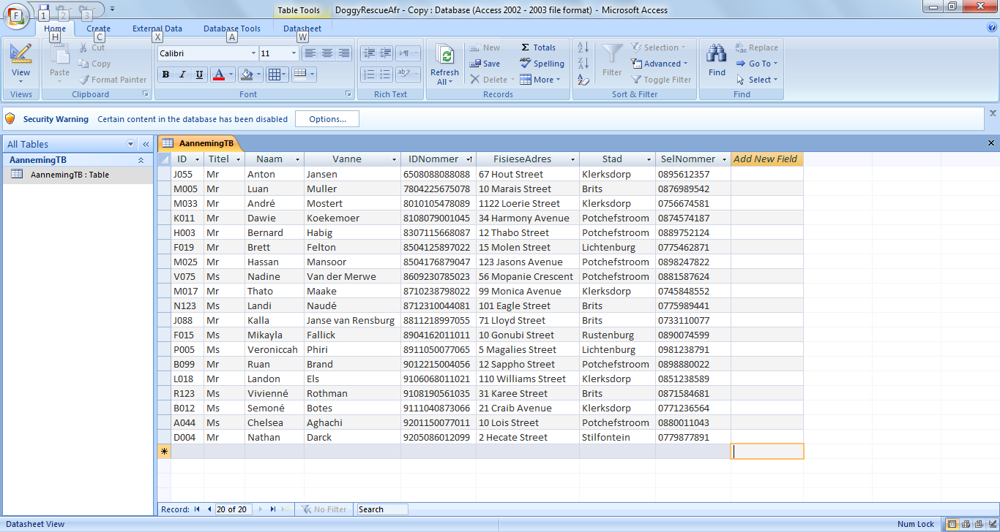 Table Tools DoggyRescueAfr - Copy : Database (Access 2002 - 2003 file format) - Microsoft Access
F 1 2 3
Home Create External Data Database Tools Datasheet
H C X A W
View Paste Cut Copy Format Painter
Calibri 11
B I U A
Refresh All New Save Delete Σ Totals Spelling More
Filter Selection Advanced Toggle Filter
Find Replace Go To Select
Views Clipboard Font Rich Text Records Sort & Filter Find
Security Warning Certain content in the database has been disabled Options...
All Tables «
AannemingTB
AannemingTB : Table
AannemingTB
ID Titel Naam Vanne IDNommer FisieseAdres Stad SelNommer Add New Field
J055 Mr Anton Jansen 6508088088088 67 Hout Street Klerksdorp 0895612357
M005 Mr Luan Muller 7804225675078 10 Marais Street Brits 0876989542
M033 Mr André Mostert 8010105478089 1122 Loerie Street Klerksdorp 0756674581
K011 Mr Dawie Koekemoer 8108079001045 34 Harmony Avenue Potchefstroom 0874574187
H003 Mr Bernard Habig 8307115668087 12 Thabo Street Potchefstroom 0889752124
F019 Mr Brett Felton 8504125897022 15 Molen Street Lichtenburg 0775462871
M025 Mr Hassan Mansoor 8504176879047 123 Jasons Avenue Potchefstroom 0898247822
V075 Ms Nadine Van der Merwe 8609230785023 56 Mopanie Crescent Potchefstroom 0881587624
M017 Mr Thato Maake 8710238798022 99 Monica Avenue Klerksdorp 0745848552
N123 Ms Landi Naudé 8712310044081 101 Eagle Street Brits 0775989441
J088 Mr Kalla Janse van Rensburg 8811218997055 71 Lloyd Street Brits 0733110077
F015 Ms Mikayla Fallick 8904162011011 10 Gonubi Street Rustenburg 0890074599
P005 Ms Veroniccah Phiri 8911050077065 5 Magalies Street Lichtenburg 0981238791
B099 Mr Ruan Brand 9012215004056 12 Sappho Street Potchefstroom 0898880022
L018 Mr Landon Els 9106068011021 110 Williams Street Klerksdorp 0851238589
R123 Ms Vivienné Rothman 9108190561035 31 Karee Street Brits 0871584681
B012 Ms Semoné Botes 9111040873066 21 Craib Avenue Klerksdorp 0771236564
A044 Ms Chelsea Aghachi 9201150077011 10 Lois Street Potchefstroom 0880011043
D004 Mr Nathan Darck 9205086012099 2 Hecate Street Stilfontein 0779877891
Record: 20 of 20 No Filter Search
Datasheet View Num Lock